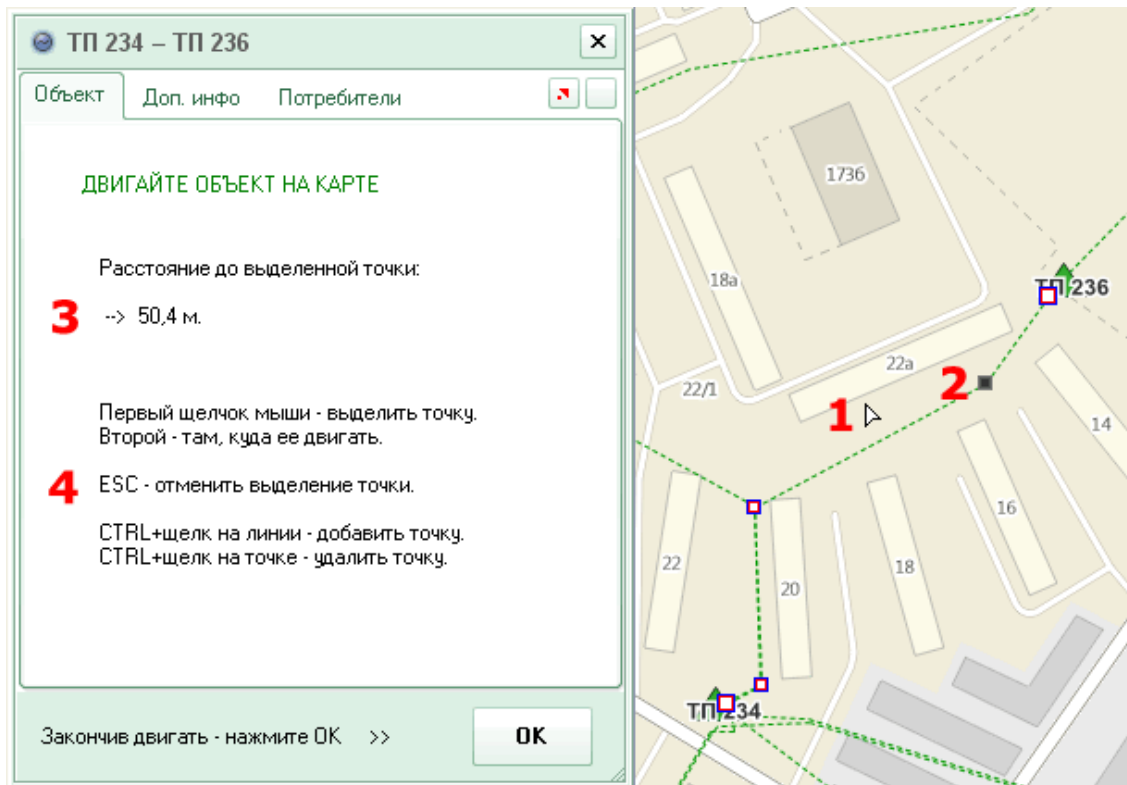 ТП 234 – ТП 236
Объект
Доп. инфо
Потребители
ДВИГАЙТЕ ОБЪЕКТ НА КАРТЕ
Расстояние до выделенной точки:
3
--> 50,4 м.
Первый щелчок мыши - выделить точку.
Второй - там, куда ее двигать.
4
ESC - отменить выделение точки.
CTRL+щелк на линии - добавить точку.
CTRL+щелк на точке - удалить точку.
Закончив двигать - нажмите ОК >>
ОК
173б
18а
ТП 236
22а
22/1
2
1
14
16
22
20
18
ТП 234